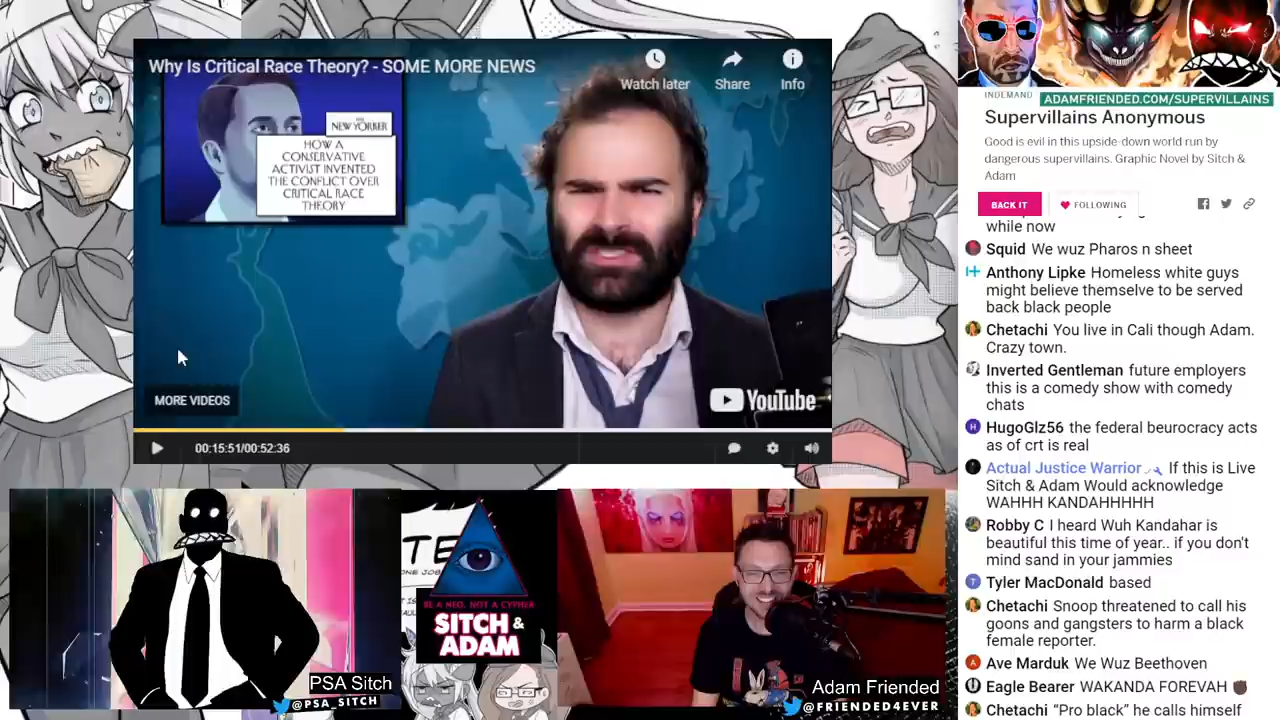 Why Is Critical Race Theory? - SOME MORE NEWS
Watch later
Share
Info
NEW YORKER
HOW A
CONSERVATIVE
ACTIVIST INVENTED
THE CONFLICT OVER
CRITICAL RACE
THEORY
MORE VIDEOS
YouTube
00:15:51/00:52:36
BE A NEO, NOT A CYPHER
SITCH &
ADAM
PSA Sitch
@PSA_SITCH
Adam Friended
@FRIENDED4EVER
INDEMAND
ADAMFRIENDED.COM/SUPERVILLAINS
Supervillains Anonymous
Good is evil in this upside-down world run by
dangerous supervillains. Graphic Novel by Sitch &
Adam
BACK IT
FOLLOWING
while now
Squid We wuz Pharos n sheet
Anthony Lipke Homeless white guys
might believe themselve to be served
back black people
Chetachi You live in Cali though Adam.
Crazy town.
Inverted Gentleman future employers
this is a comedy show with comedy
chats
HugoGlz56 the federal beurocracy acts
as of crt is real
Actual Justice Warrior If this is Live
Sitch & Adam Would acknowledge
WAHHH KANDAHHHHH
Robby C I heard Wuh Kandahar is
beautiful this time of year.. if you don't
mind sand in your jammies
Tyler MacDonald based
Chetachi Snoop threatened to call his
goons and gangsters to harm a black
female reporter.
Ave Marduk We Wuz Beethoven
Eagle Bearer WAKANDA FOREVAH
Chetachi “Pro black” he calls himself